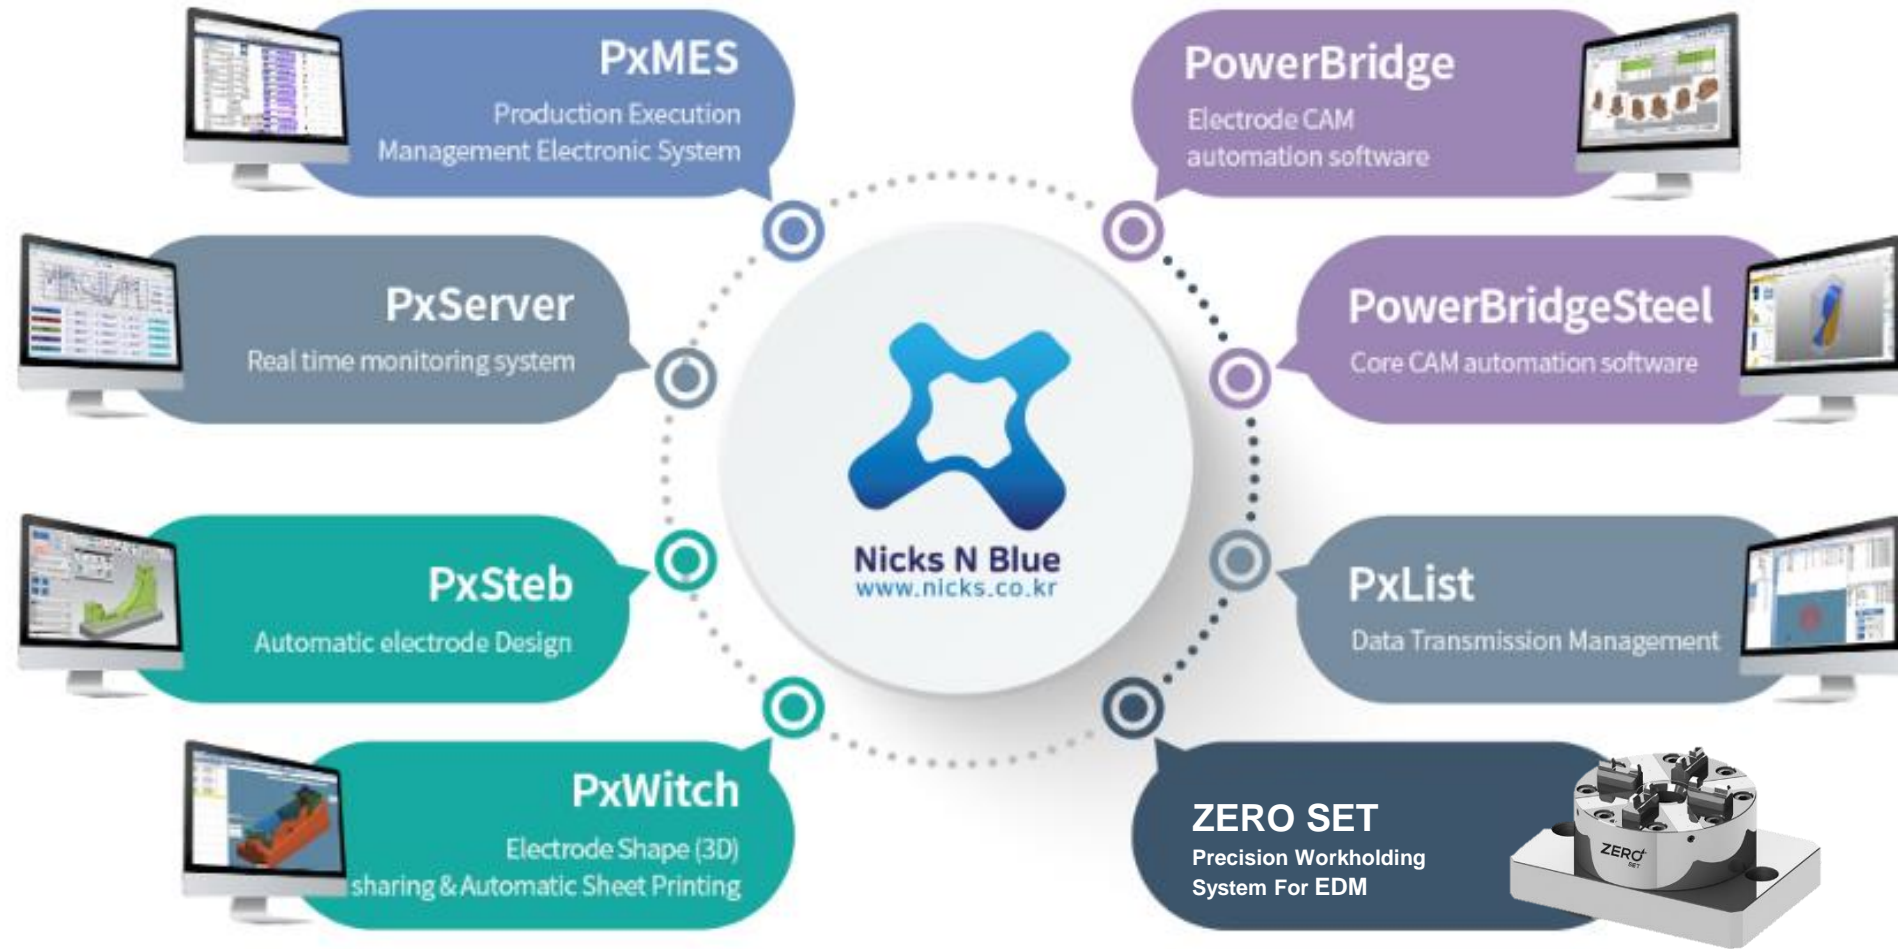 PxMES
Production Execution
Management Electronic System
PowerBridge
Electrode CAM
automation software
PxServer
Real time monitoring system
PowerBridgeSteel
Core CAM automation software
Nicks N Blue
www.nicks.co.kr
PxSteb
Automatic electrode Design
PxList
Data Transmission Management
PxWitch
Electrode Shape (3D)
sharing & Automatic Sheet Printing
ZERO SET
Precision Workholding
System For EDM
ZERO
SET